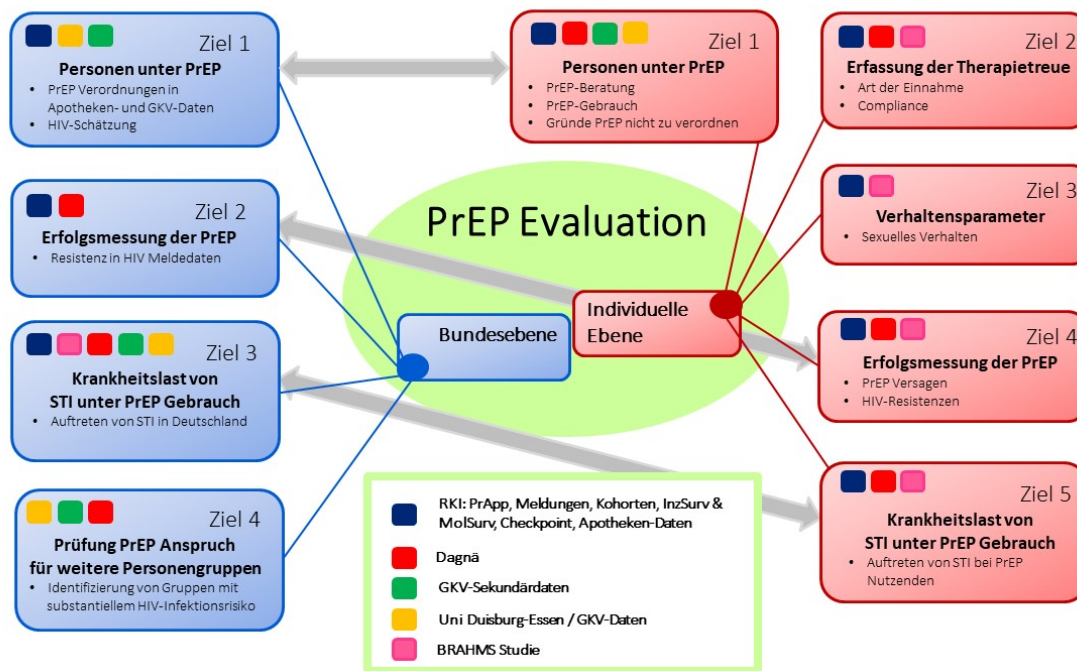 Ziel 1
Personen unter PrEP
• PrEP Verordnungen in
Apotheken- und GKV-Daten
• HIV-Schätzung
Ziel 2
Erfolgsmessung der PrEP
• Resistenz in HIV Meldedaten
Ziel 3
Krankheitslast von
STI unter PrEP Gebrauch
• Auftreten von STI in Deutschland
Ziel 4
Prüfung PrEP Anspruch
für weitere Personengruppen
• Identifizierung von Gruppen mit
substantiellem HIV-Infektionsrisiko
PrEP Evaluation
Bundesebene
Individuelle
Ebene
Ziel 1
Personen unter PrEP
• PrEP-Beratung
• PrEP-Gebrauch
• Gründe PrEP nicht zu verordnen
Ziel 2
Erfassung der Therapietreue
• Art der Einnahme
• Compliance
Ziel 3
Verhaltensparameter
• Sexuelles Verhalten
Ziel 4
Erfolgsmessung der PrEP
• PrEP Versagen
• HIV-Resistenzen
Ziel 5
Krankheitslast von
STI unter PrEP Gebrauch
• Auftreten von STI bei PrEP
Nutzenden
RKI: PrApp, Meldungen, Kohorten, InzSurv &
MolSurv, Checkpoint, Apotheken-Daten
Dagnä
GKV-Sekundärdaten
Uni Duisburg-Essen / GKV-Daten
BRAHMS Studie